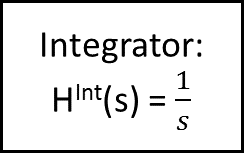 Integrator:
H^Int(s) = 1/s